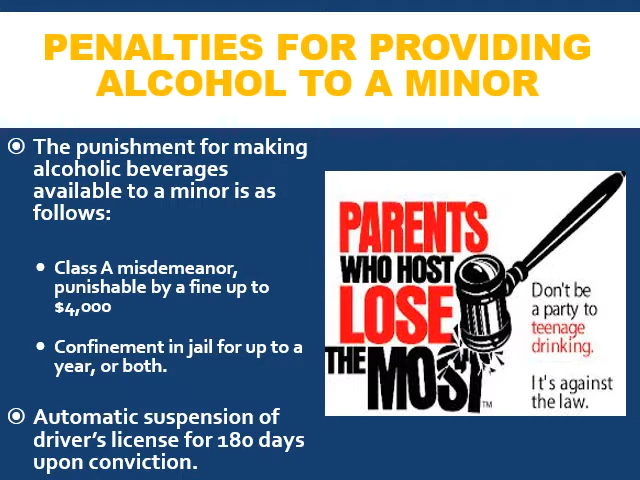 PENALTIES FOR PROVIDING
ALCOHOL TO A MINOR
The punishment for making
alcoholic beverages
available to a minor is as
follows:
Class A misdemeanor,
punishable by a fine up to
$4,000
Confinement in jail for up to a
year, or both.
Automatic suspension of
driver’s license for 180 days
upon conviction.
PARENTS
WHO HOST
LOSE
THE MOST™
Don't be
a party to
teenage
drinking.
It's against
the law.